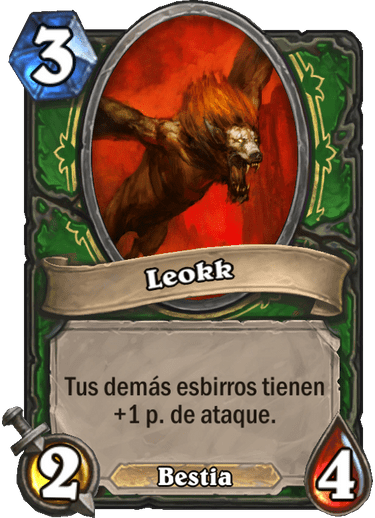 3
Leokk
Tus demás esbirros tienen
+1 p. de ataque.
2
Bestia
4